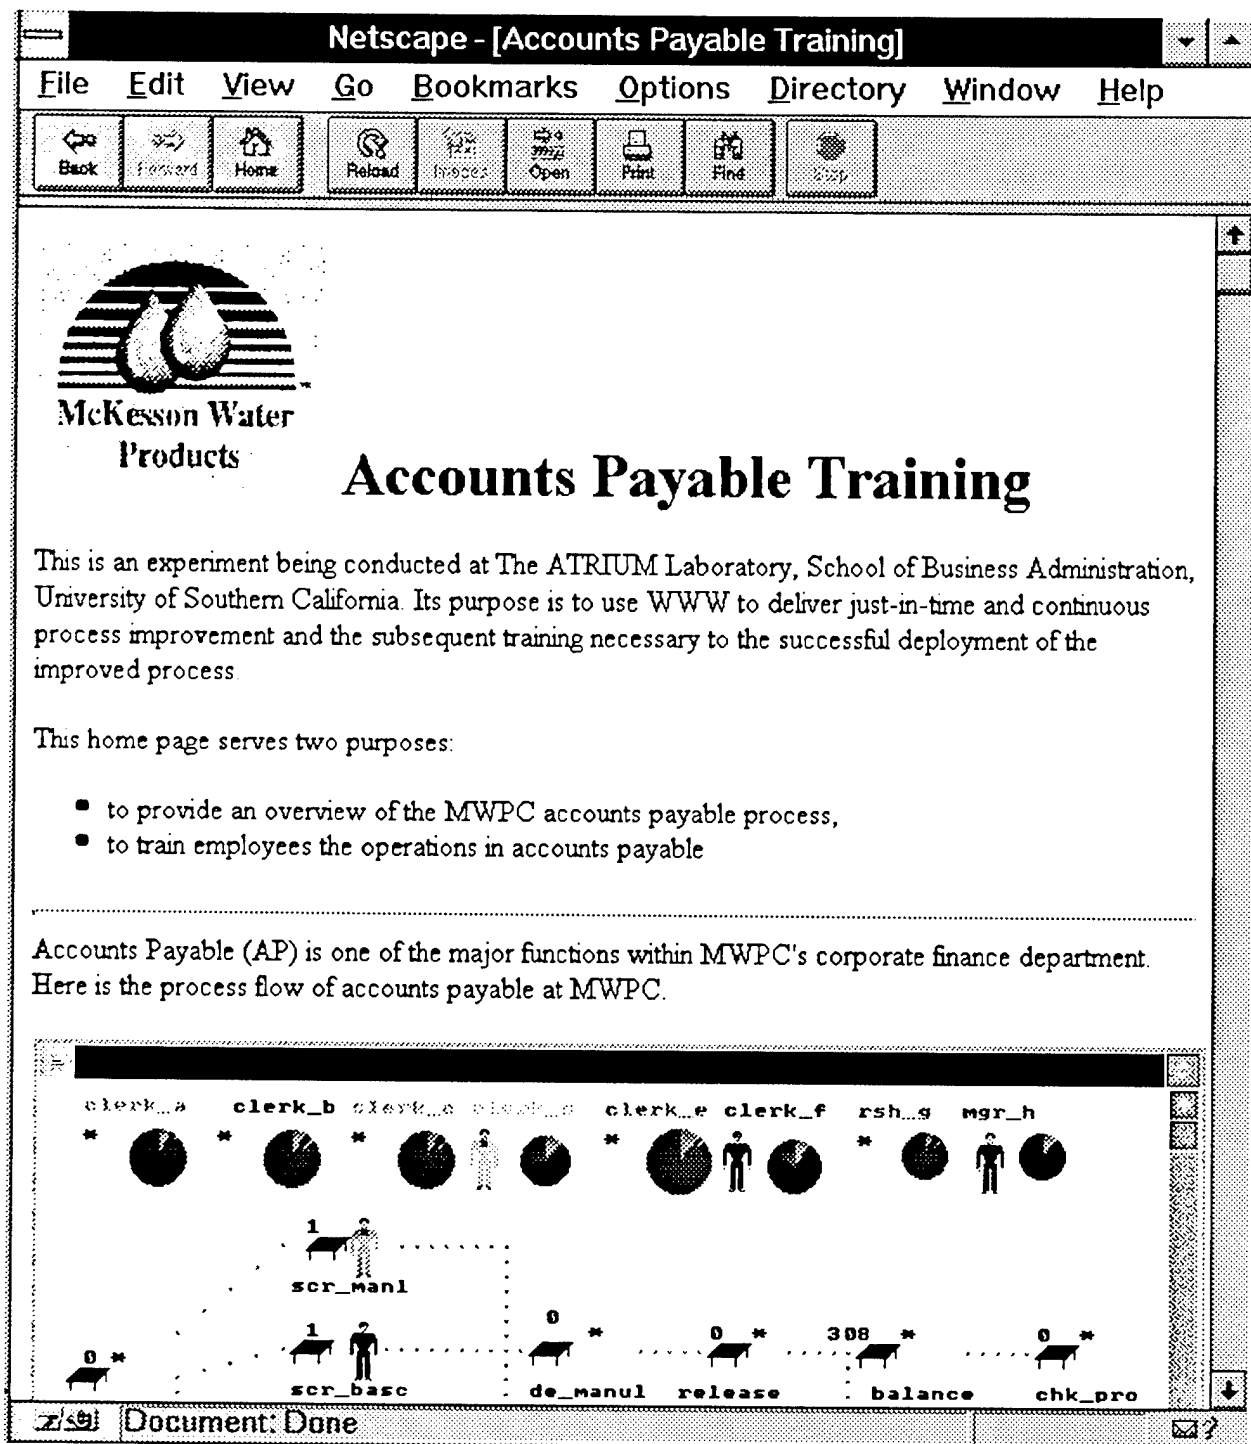 Netscape - [Accounts Payable Training]
File Edit View Go Bookmarks Options Directory Window Help
Back Forward Home Reload Images Open Print Find Stop
McKesson Water
Products
Accounts Payable Training
This is an experiment being conducted at The ATRIUM Laboratory, School of Business Administration,
University of Southern California. Its purpose is to use WWW to deliver just-in-time and continuous
process improvement and the subsequent training necessary to the successful deployment of the
improved process.
This home page serves two purposes:
to provide an overview of the MWPC accounts payable process,
to train employees the operations in accounts payable
Accounts Payable (AP) is one of the major functions within MWPC's corporate finance department.
Here is the process flow of accounts payable at MWPC.
clerk_a clerk_b clerk_c clerk_e clerk_f rsh_g mgr_h
* * * * *
1
scr_manl
1 0 * 0 * 308 * 0 *
0 *
scr_basc de_manul release balance chk_pro
Document: Done